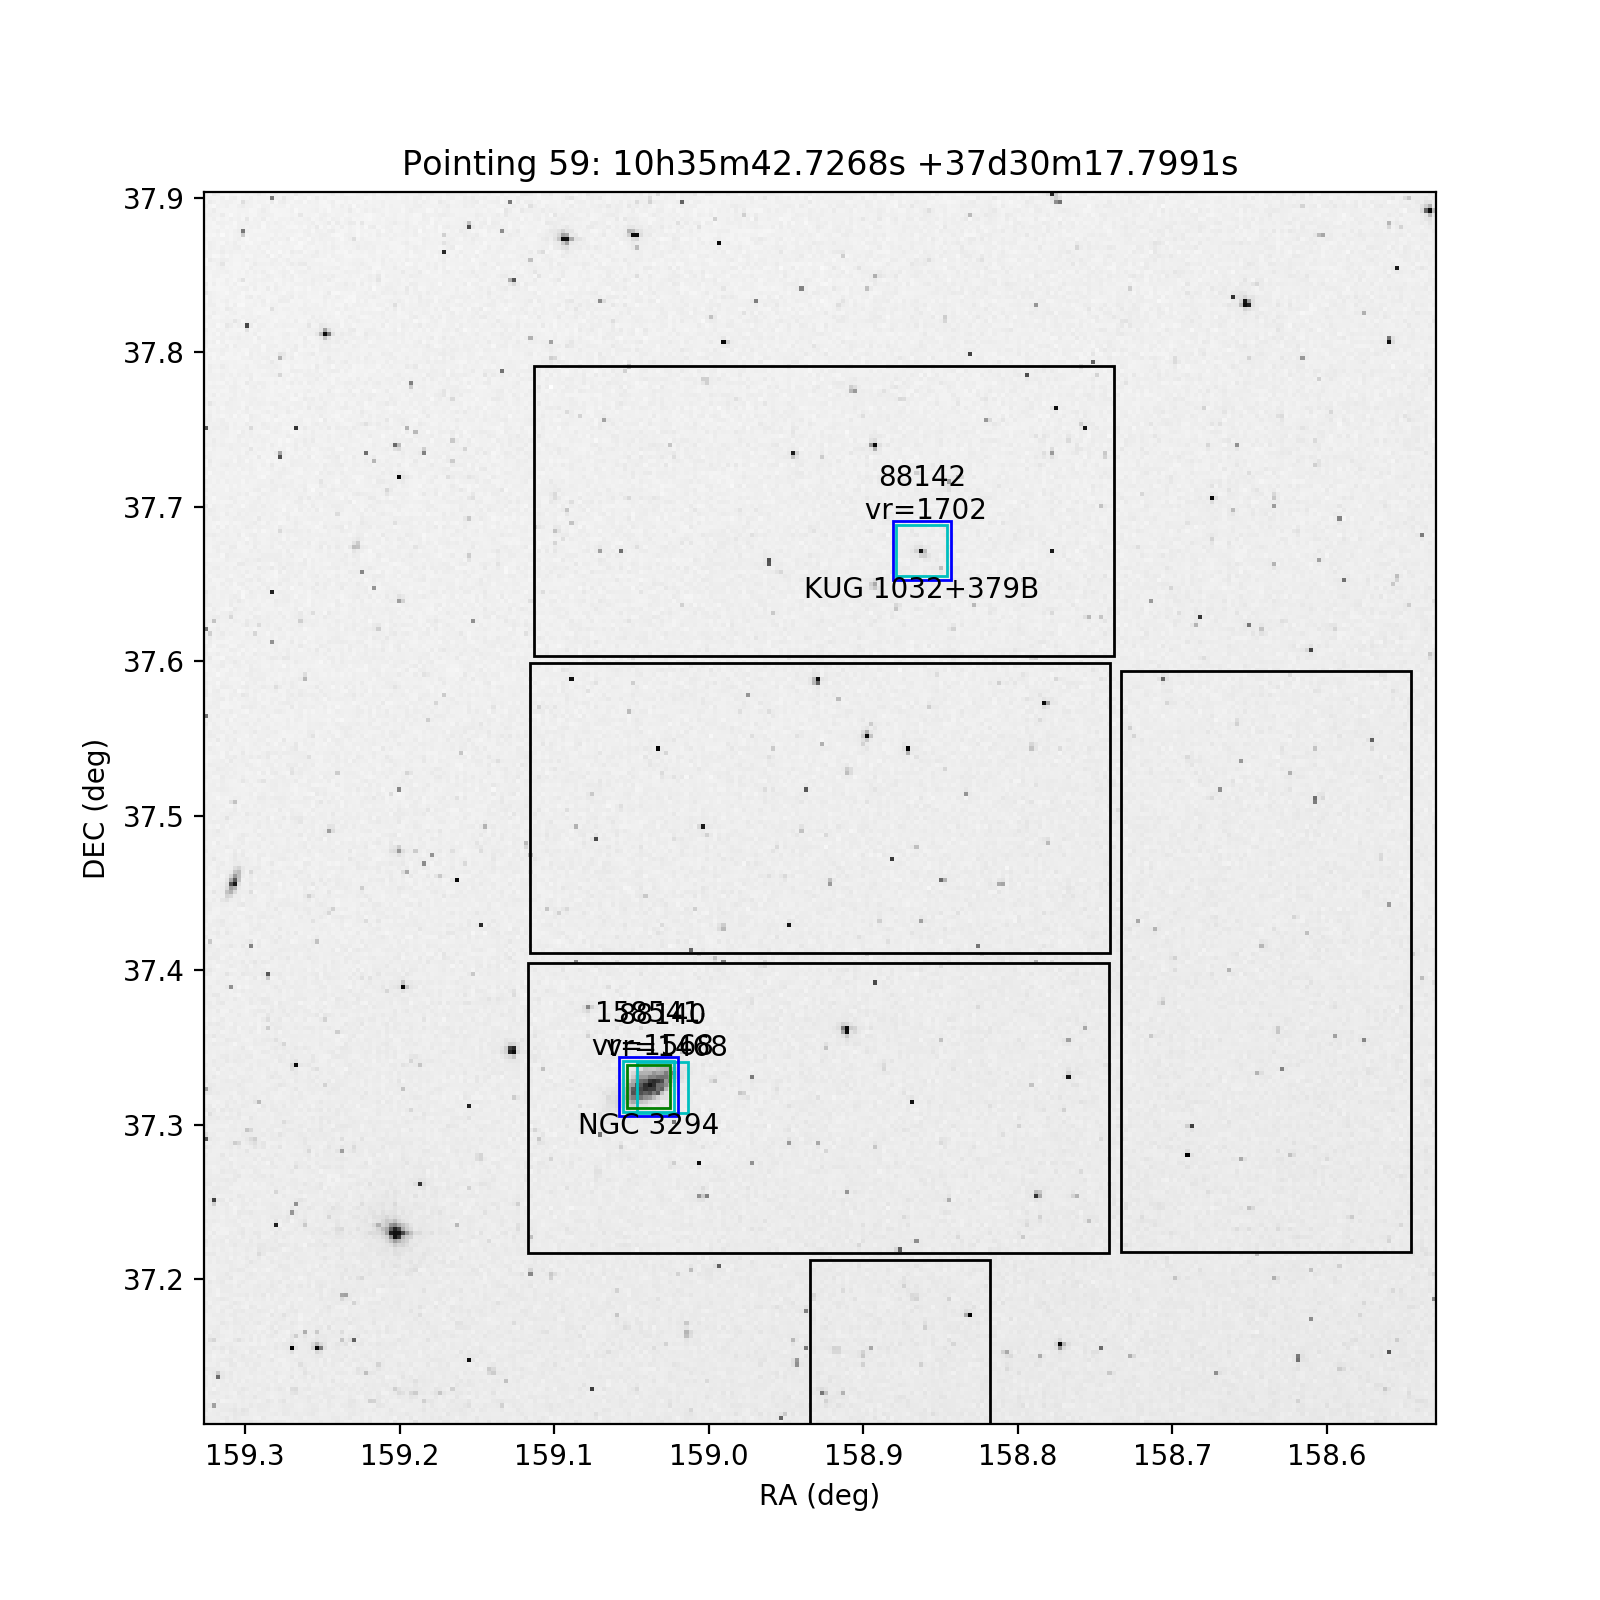 Pointing 59: 10h35m42.7268s +37d30m17.7991s
37.9
37.8
37.7
37.6
37.5
37.4
37.3
37.2
DEC (deg)
88142
vr=1702
KUG 1032+379B
158541
88140
NGC 3294
159.3 159.2 159.1 159.0 158.9 158.8 158.7 158.6
RA (deg)